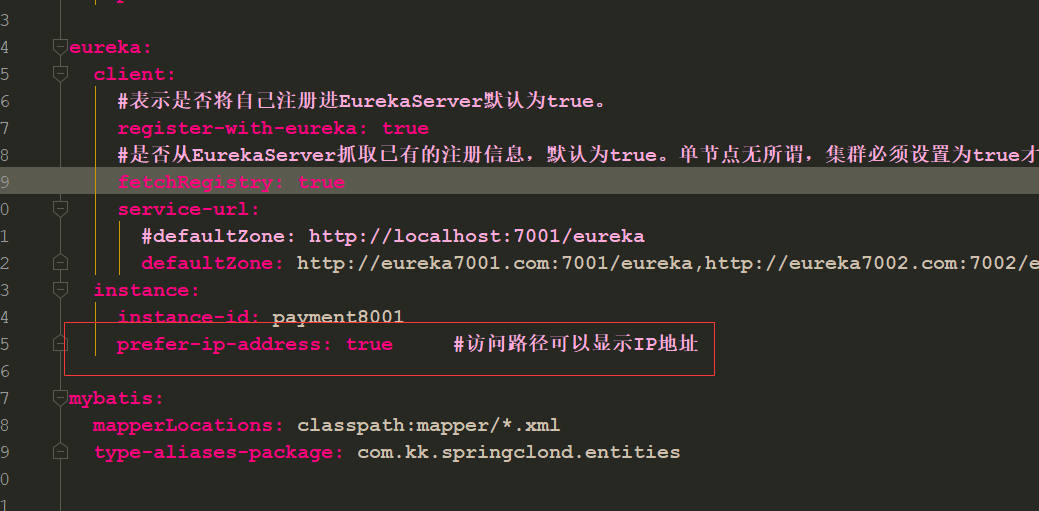 3
4 eureka:
5 client:
6 #表示是否将自己注册进EurekaServer默认为true。
7 register-with-eureka: true
8 #是否从EurekaServer抓取已有的注册信息，默认为true。单节点无所谓，集群必须设置为true才
9 fetchRegistry: true
0 service-url:
1 #defaultZone: http://localhost:7001/eureka
2 defaultZone: http://eureka7001.com:7001/eureka,http://eureka7002.com:7002/e
3 instance:
4 instance-id: payment8001
5 prefer-ip-address: true #访问路径可以显示IP地址
6
7 mybatis:
8 mapperLocations: classpath:mapper/*.xml
9 type-aliases-package: com.kk.springclond.entities
0
1